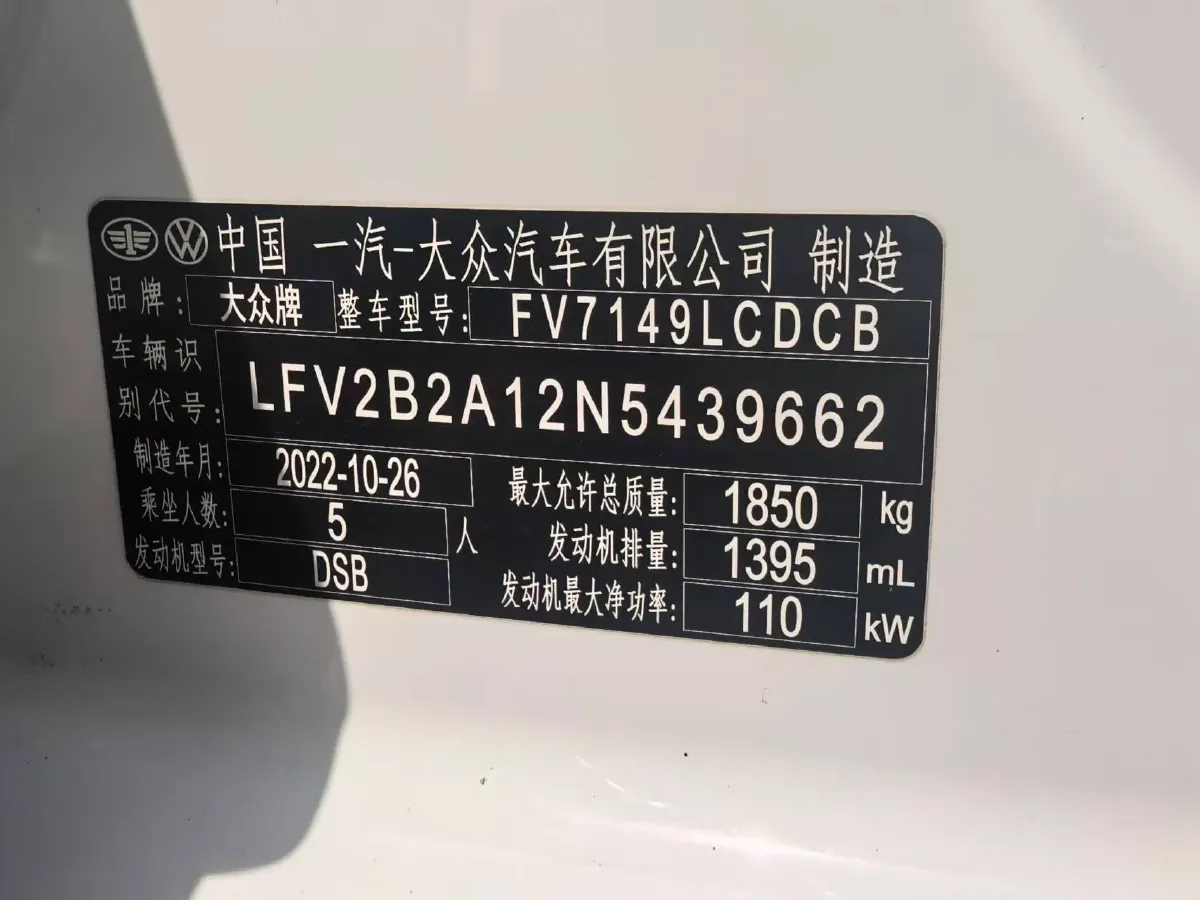 中国 一汽-大众汽车有限公司 制造
品牌: 大众牌 整车型号: FV7149LCDCB
车辆识别代号: LFV2B2A12N5439662
制造年月: 2022-10-26 最大允许总质量: 1850 kg
乘坐人数: 5 人 发动机排量: 1395 mL
发动机型号: DSB 发动机最大净功率: 110 kW